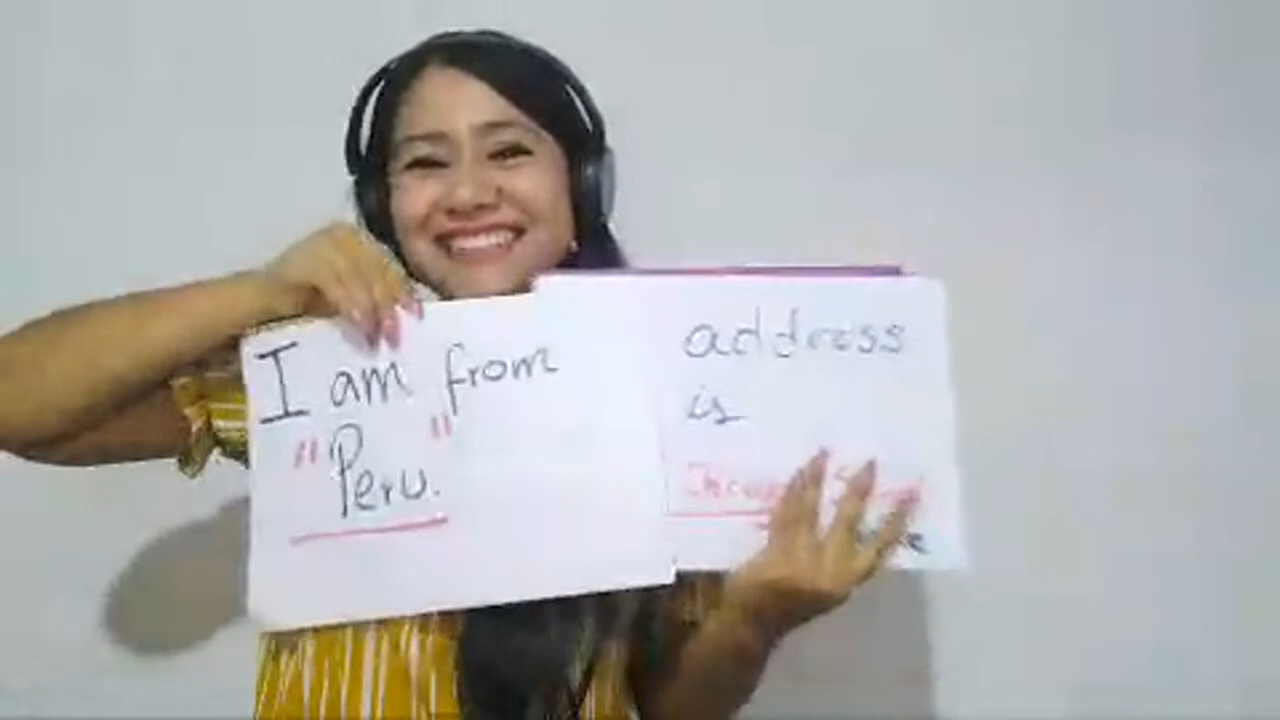 I am from
"Peru."
address
is